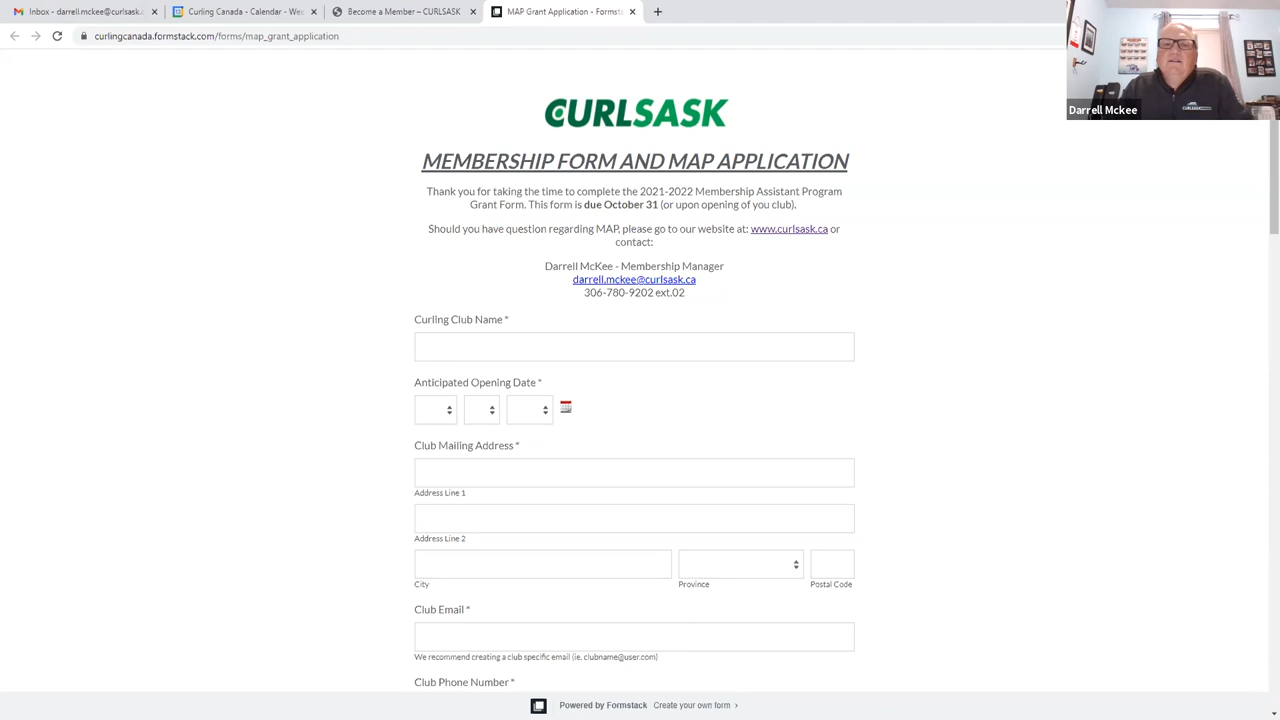 Inbox - darrell.mckee@curlsask.c
Curling Canada - Calendar - Wed
Become a Member – CURLSASK
MAP Grant Application - Formsta
curlingcanada.formstack.com/forms/map_grant_application
Darrell Mckee
CURLSASK
MEMBERSHIP FORM AND MAP APPLICATION
Thank you for taking the time to complete the 2021-2022 Membership Assistant Program
Grant Form. This form is due October 31 (or upon opening of you club).
Should you have question regarding MAP, please go to our website at: www.curlsask.ca or
contact:
Darrell McKee - Membership Manager
darrell.mckee@curlsask.ca
306-780-9202 ext.02
Curling Club Name *
Anticipated Opening Date *
Club Mailing Address *
Address Line 1
Address Line 2
City Province Postal Code
Club Email *
We recommend creating a club specific email (ie. clubname@user.com)
Club Phone Number *
Powered by Formstack Create your own form ›